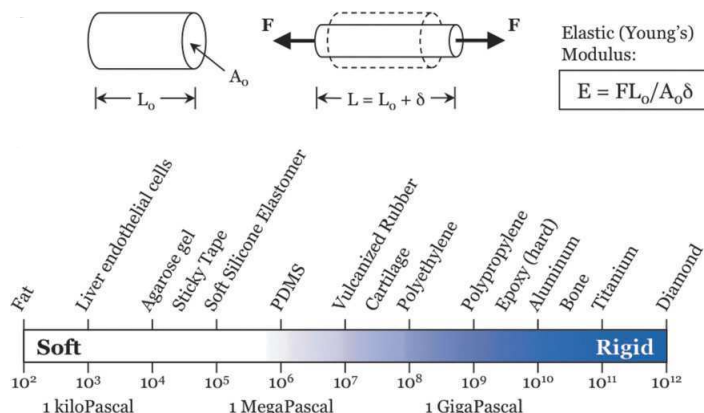 F
F
Elastic (Young's)
Modulus:
E = FLₒ/Aₒδ
Aₒ
Lₒ
L = Lₒ + δ
Fat
Liver endothelial cells
Agarose gel
Sticky Tape
Soft Silicone Elastomer
PDMS
Vulcanized Rubber
Cartilage
Polyethylene
Polypropylene
Epoxy (hard)
Aluminum
Bone
Titanium
Diamond
Soft
Rigid
10² 10³ 10⁴ 10⁵ 10⁶ 10⁷ 10⁸ 10⁹ 10¹⁰ 10¹¹ 10¹²
1 kiloPascal 1 MegaPascal 1 GigaPascal